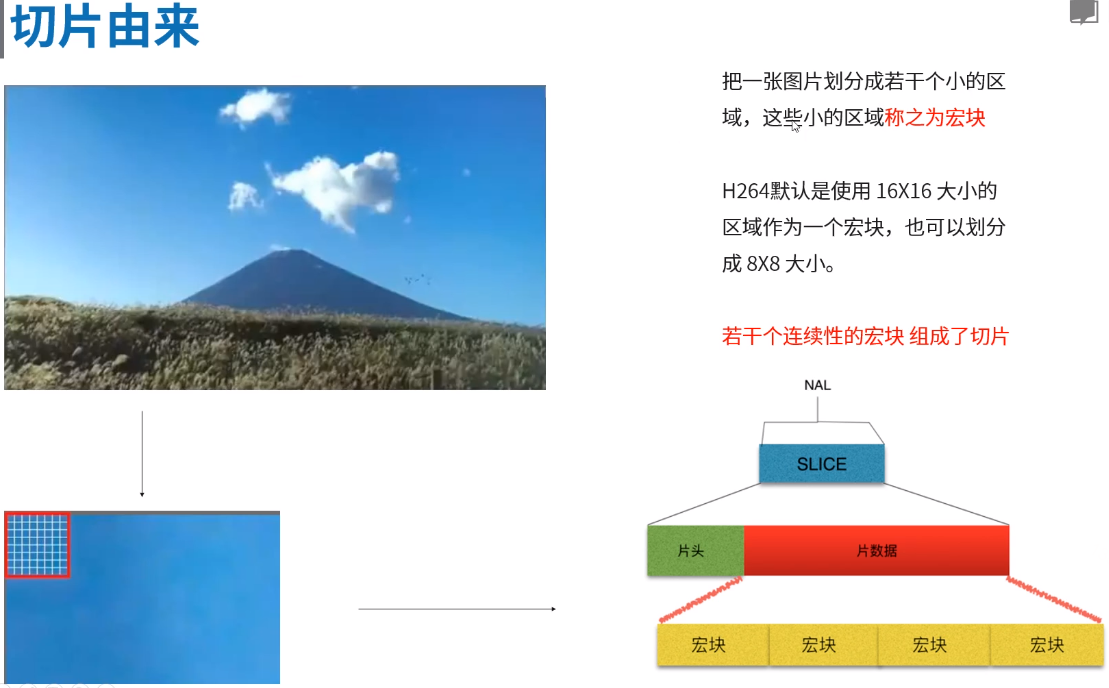 切片由来
把一张图片划分成若干个小的区
域，这些小的区域称之为宏块
H264默认是使用 16X16 大小的
区域作为一个宏块，也可以划分
成 8X8 大小。
若干个连续性的宏块 组成了切片
NAL
SLICE
片头
片数据
宏块
宏块
宏块
宏块